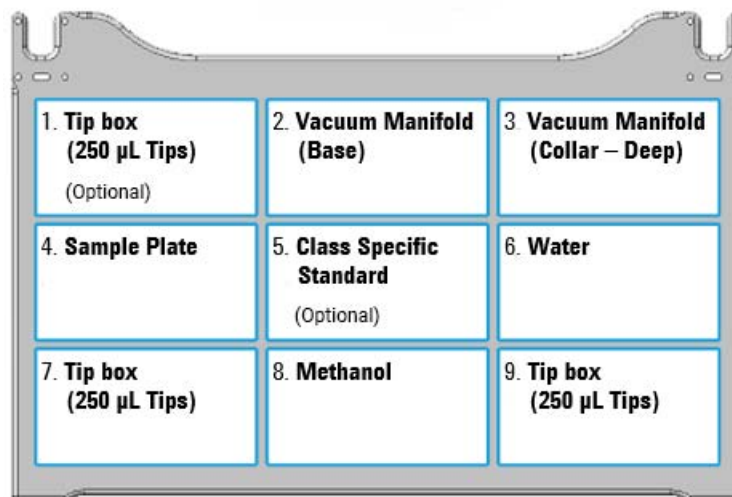 1. Tip box
(250 µL Tips)
(Optional)
2. Vacuum Manifold
(Base)
3. Vacuum Manifold
(Collar – Deep)
4. Sample Plate
5. Class Specific
Standard
(Optional)
6. Water
7. Tip box
(250 µL Tips)
8. Methanol
9. Tip box
(250 µL Tips)